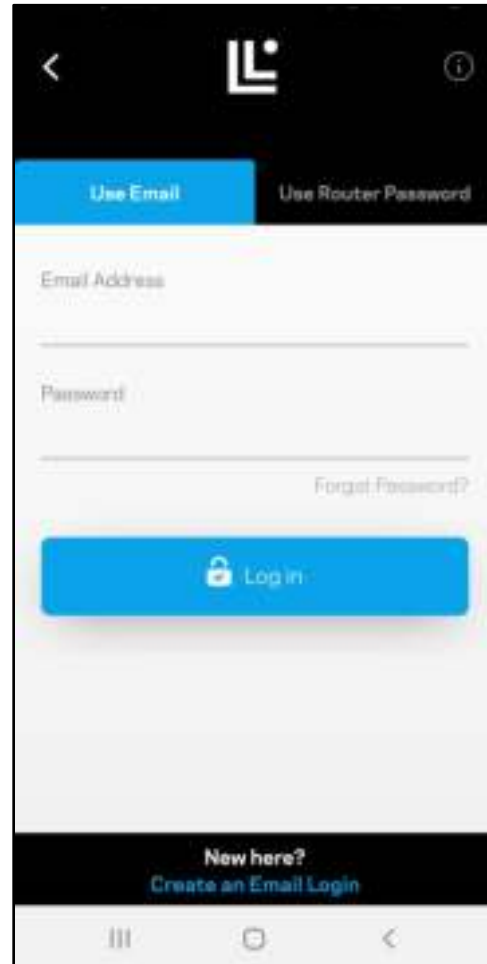 Use Email
Use Router Password
Email Address
Password
Forgot Password?
Log in
New here?
Create an Email Login